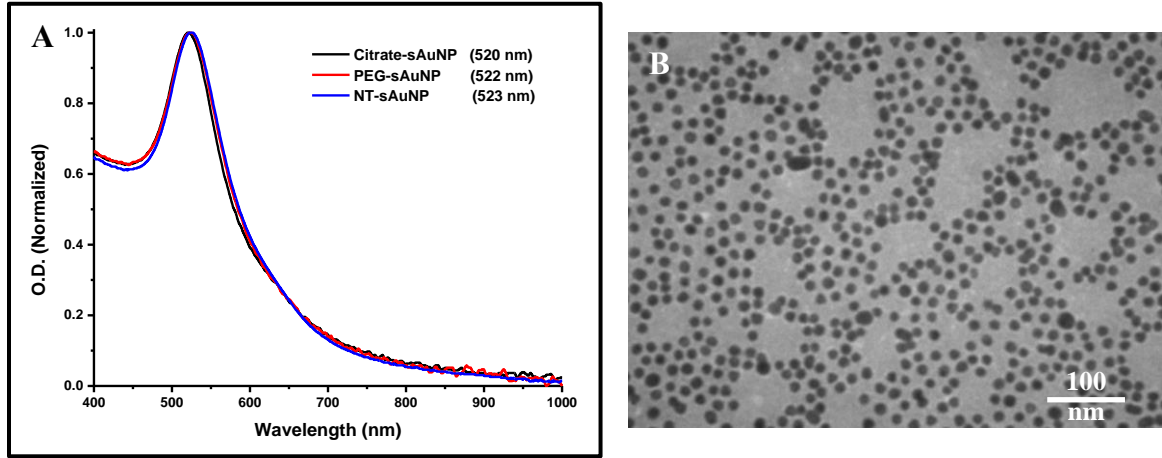 A
Citrate-sAuNP (520 nm)
PEG-sAuNP (522 nm)
NT-sAuNP (523 nm)
1.0
0.8
0.6
0.4
0.2
0.0
O.D. (Normalized)
400 500 600 700 800 900 1000
Wavelength (nm)
B
100
nm